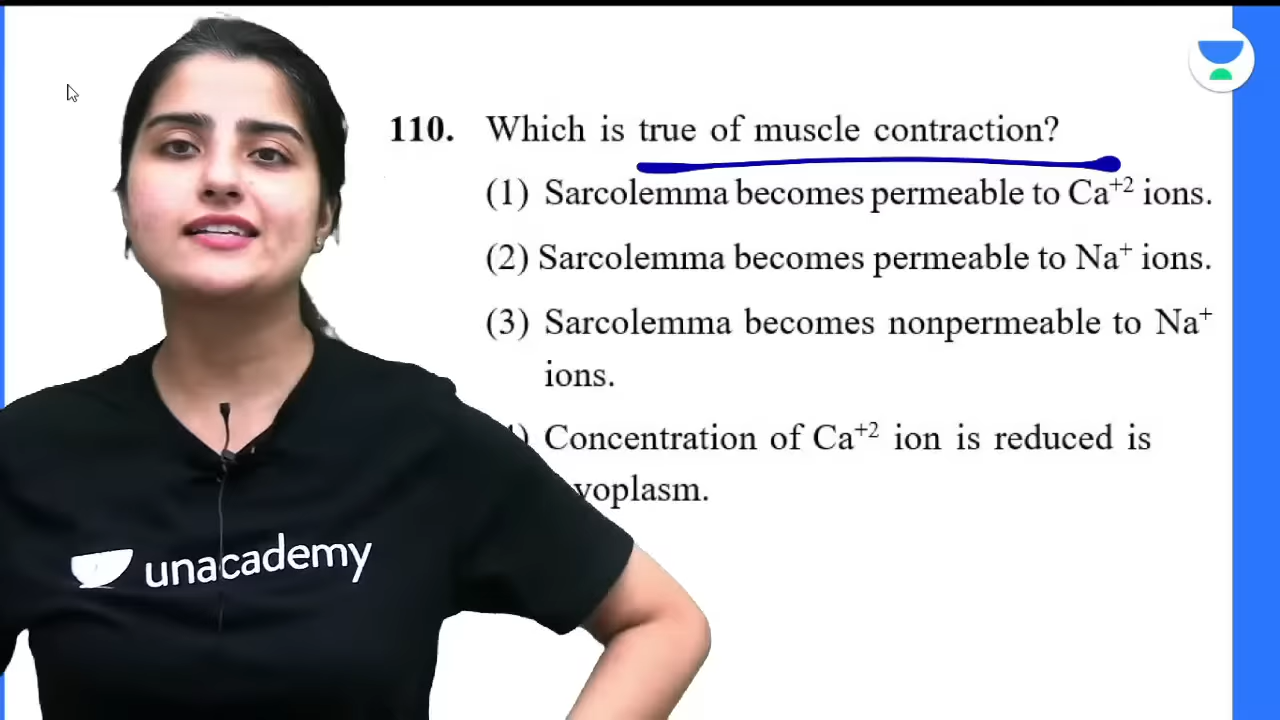 110. Which is true of muscle contraction?
(1) Sarcolemma becomes permeable to Ca⁺² ions.
(2) Sarcolemma becomes permeable to Na⁺ ions.
(3) Sarcolemma becomes nonpermeable to Na⁺
ions.
Concentration of Ca⁺² ion is reduced is
unacademy